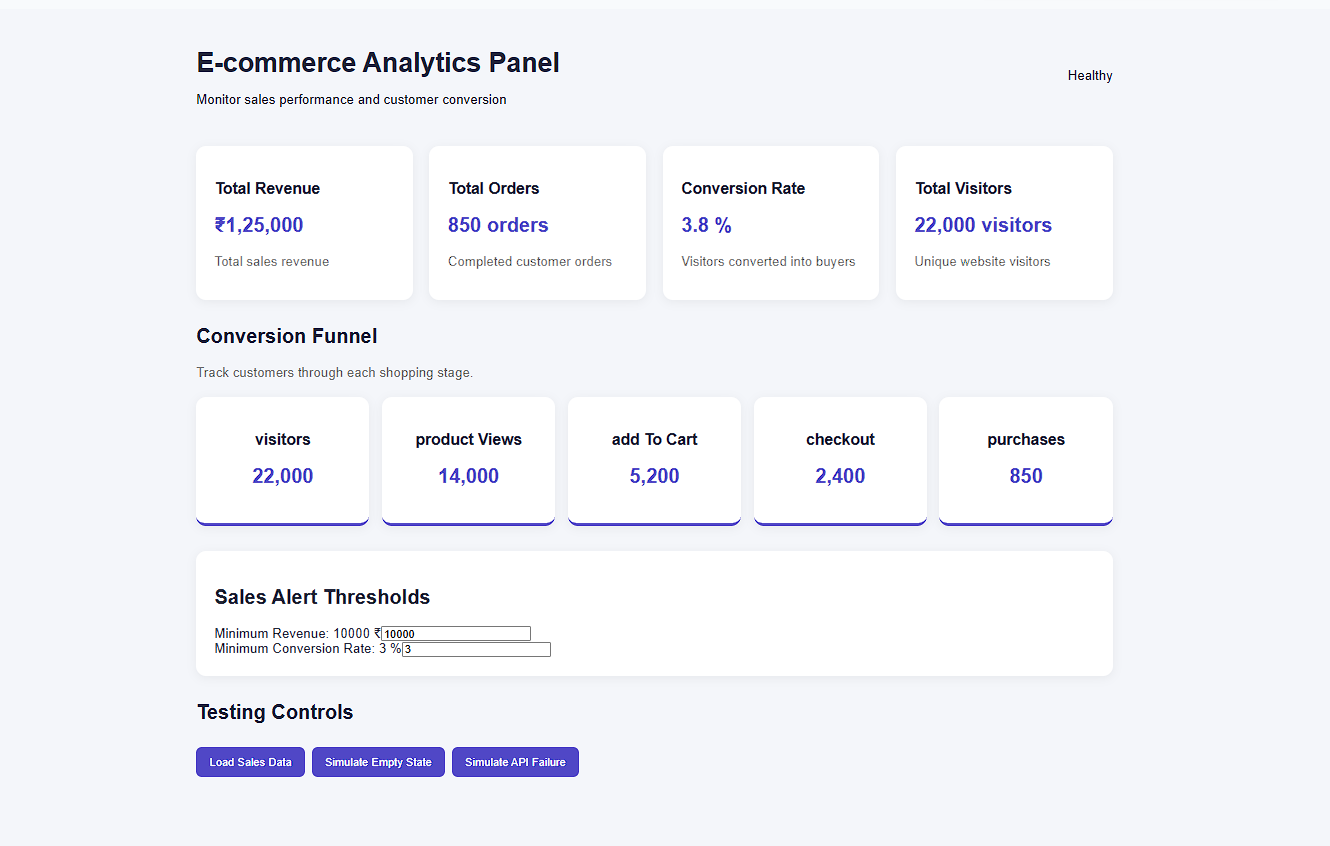 E-commerce Analytics Panel
Healthy
Monitor sales performance and customer conversion
Total Revenue
₹1,25,000
Total sales revenue
Total Orders
850 orders
Completed customer orders
Conversion Rate
3.8 %
Visitors converted into buyers
Total Visitors
22,000 visitors
Unique website visitors
Conversion Funnel
Track customers through each shopping stage.
visitors
22,000
product Views
14,000
add To Cart
5,200
checkout
2,400
purchases
850
Sales Alert Thresholds
Minimum Revenue: 10000 ₹ 10000
Minimum Conversion Rate: 3 % 3
Testing Controls
Load Sales Data
Simulate Empty State
Simulate API Failure